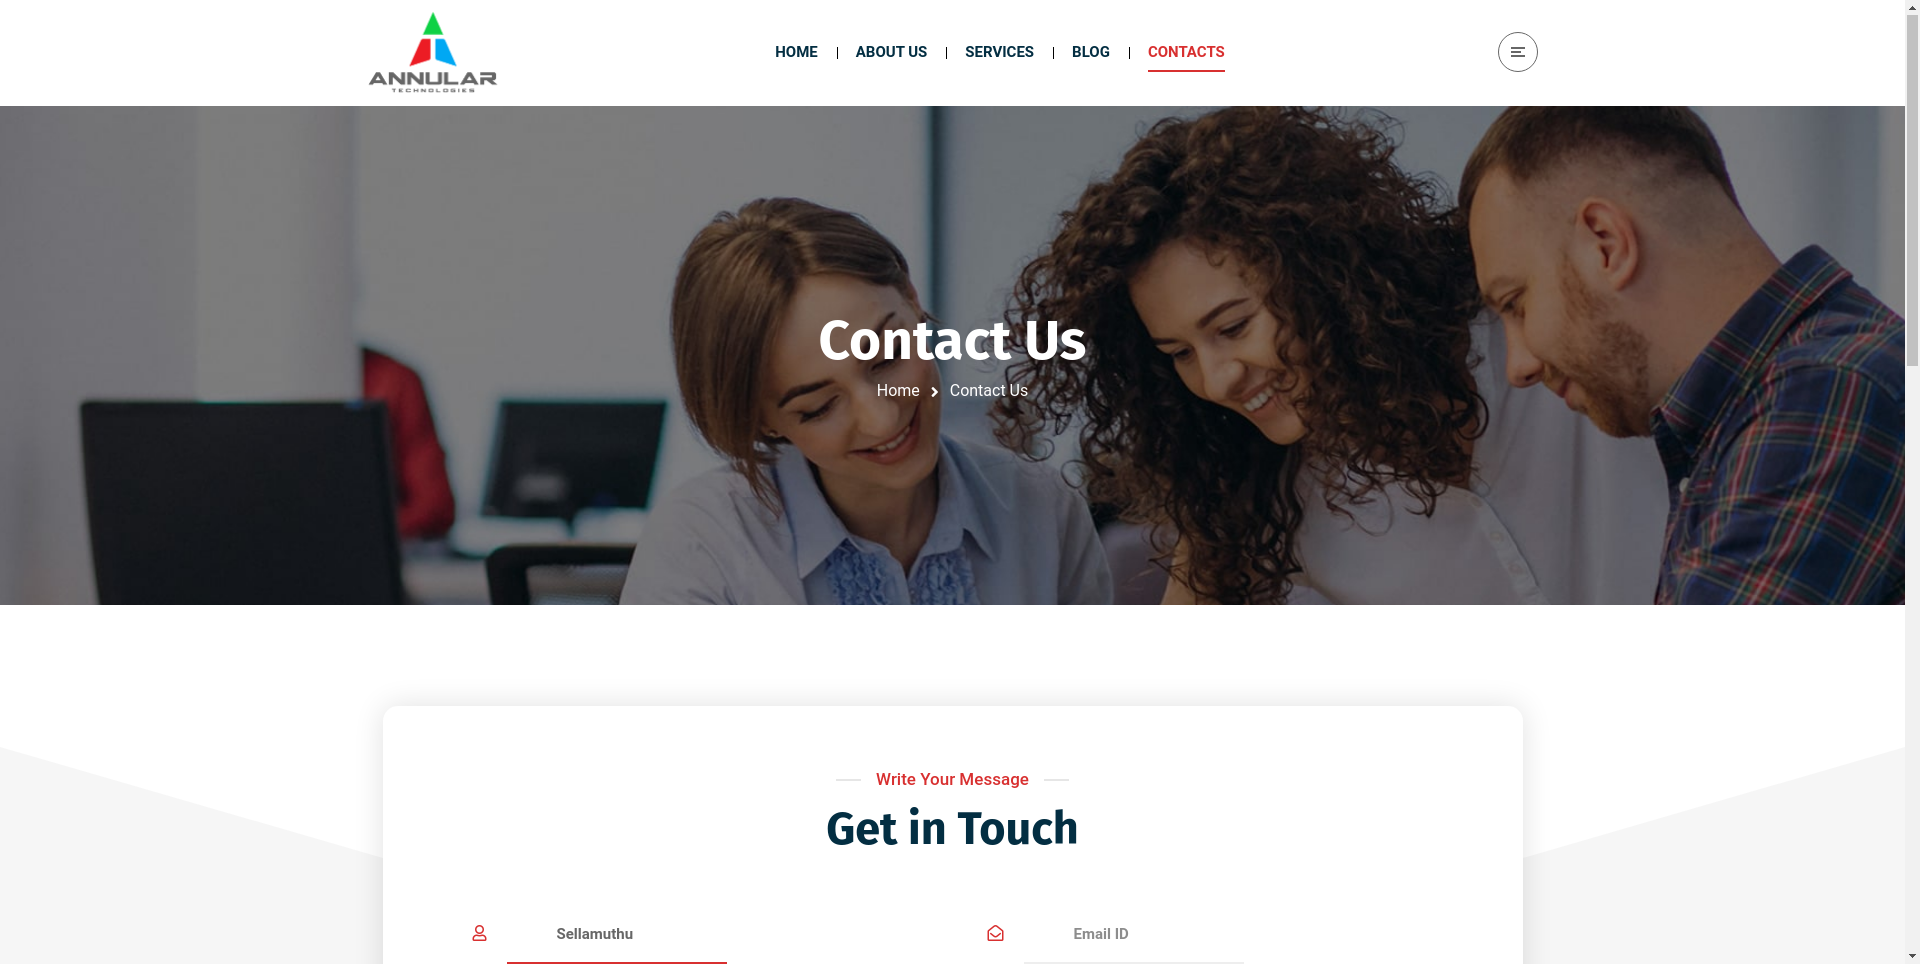 ANNULAR
TECHNOLOGIES
HOME
ABOUT US
SERVICES
BLOG
CONTACTS
Contact Us
Home
Contact Us
Write Your Message
Get in Touch
Sellamuthu
Email ID